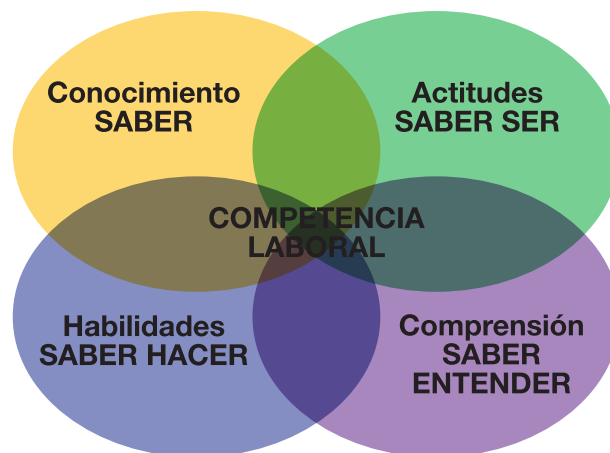 Conocimiento
SABER
Actitudes
SABER SER
COMPETENCIA
LABORAL
Habilidades
SABER HACER
Comprensión
SABER
ENTENDER